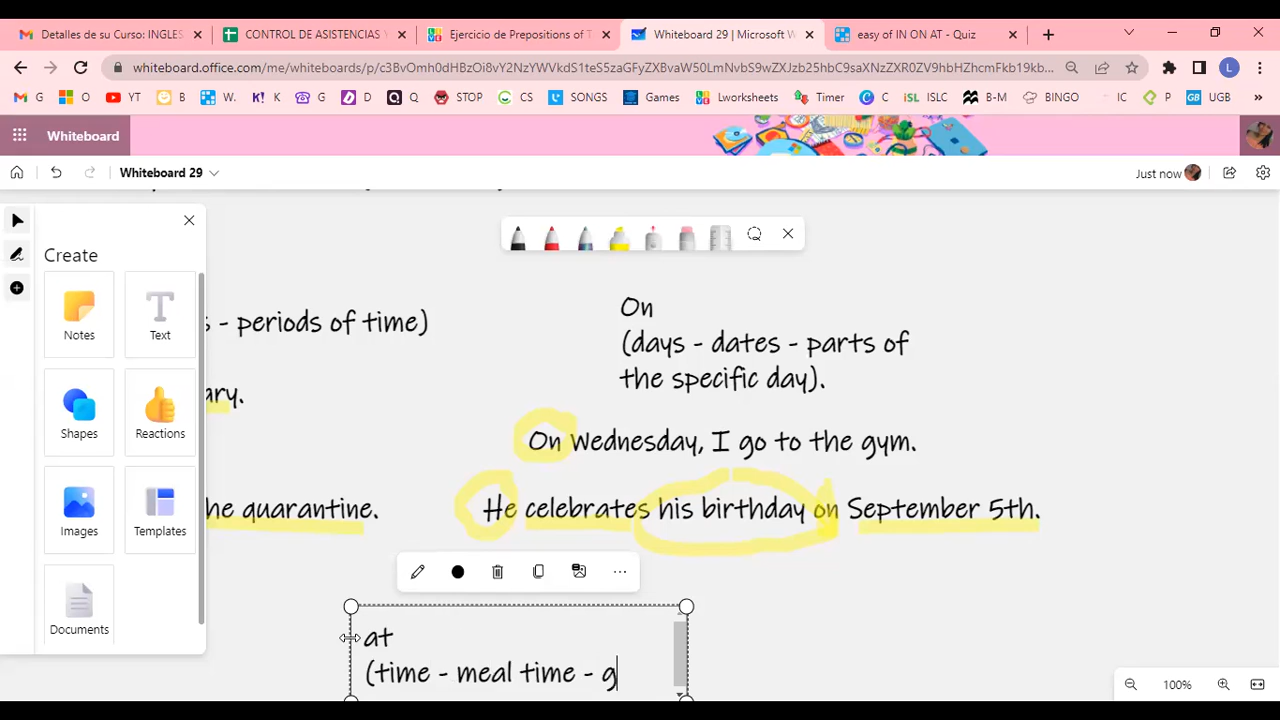 Detalles de su Curso: INGLES
CONTROL DE ASISTENCIAS Y
Ejercicio de Prepositions of T
Whiteboard 29 | Microsoft W
easy of IN ON AT - Quiz
whiteboard.office.com/me/whiteboards/p/c3BvOm0dHBzOi8vY2NzYWVkdS1teS5zaGFyZXBvaW50LmNvbS9wZXJzb25hbC9saXNzZXR0ZV9hbHZhcmFkb19kb...
G
O
YT
B
W.
K!
K
G
D
Q
STOP
CS
SONGS
Games
Lworksheets
Timer
C
ISLC
B-M
BINGO
IC
P
UGB
L
Whiteboard
Whiteboard 29
Just now
Create
Notes
Text
Shapes
Reactions
Images
Templates
Documents
s - periods of time)
ary.
he quarantine.
On
(days - dates - parts of
the specific day).
On Wednesday, I go to the gym.
He celebrates his birthday on September 5th.
at
(time - meal time - g
100%